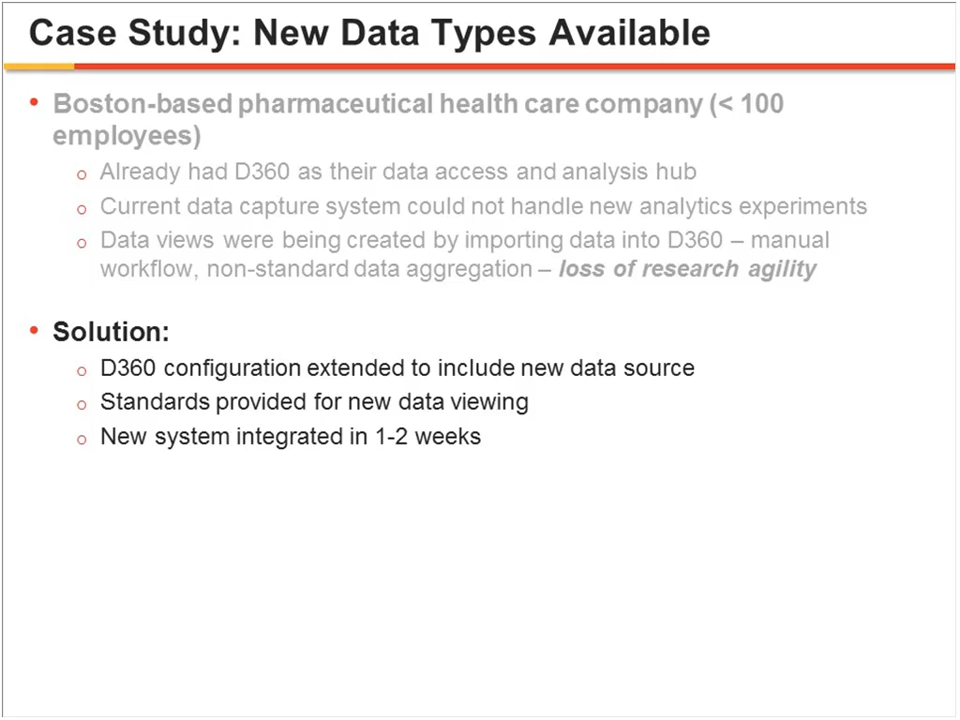 Case Study: New Data Types Available
• Boston-based pharmaceutical health care company (< 100
employees)
o Already had D360 as their data access and analysis hub
o Current data capture system could not handle new analytics experiments
o Data views were being created by importing data into D360 – manual
workflow, non-standard data aggregation – loss of research agility
• Solution:
o D360 configuration extended to include new data source
o Standards provided for new data viewing
o New system integrated in 1-2 weeks